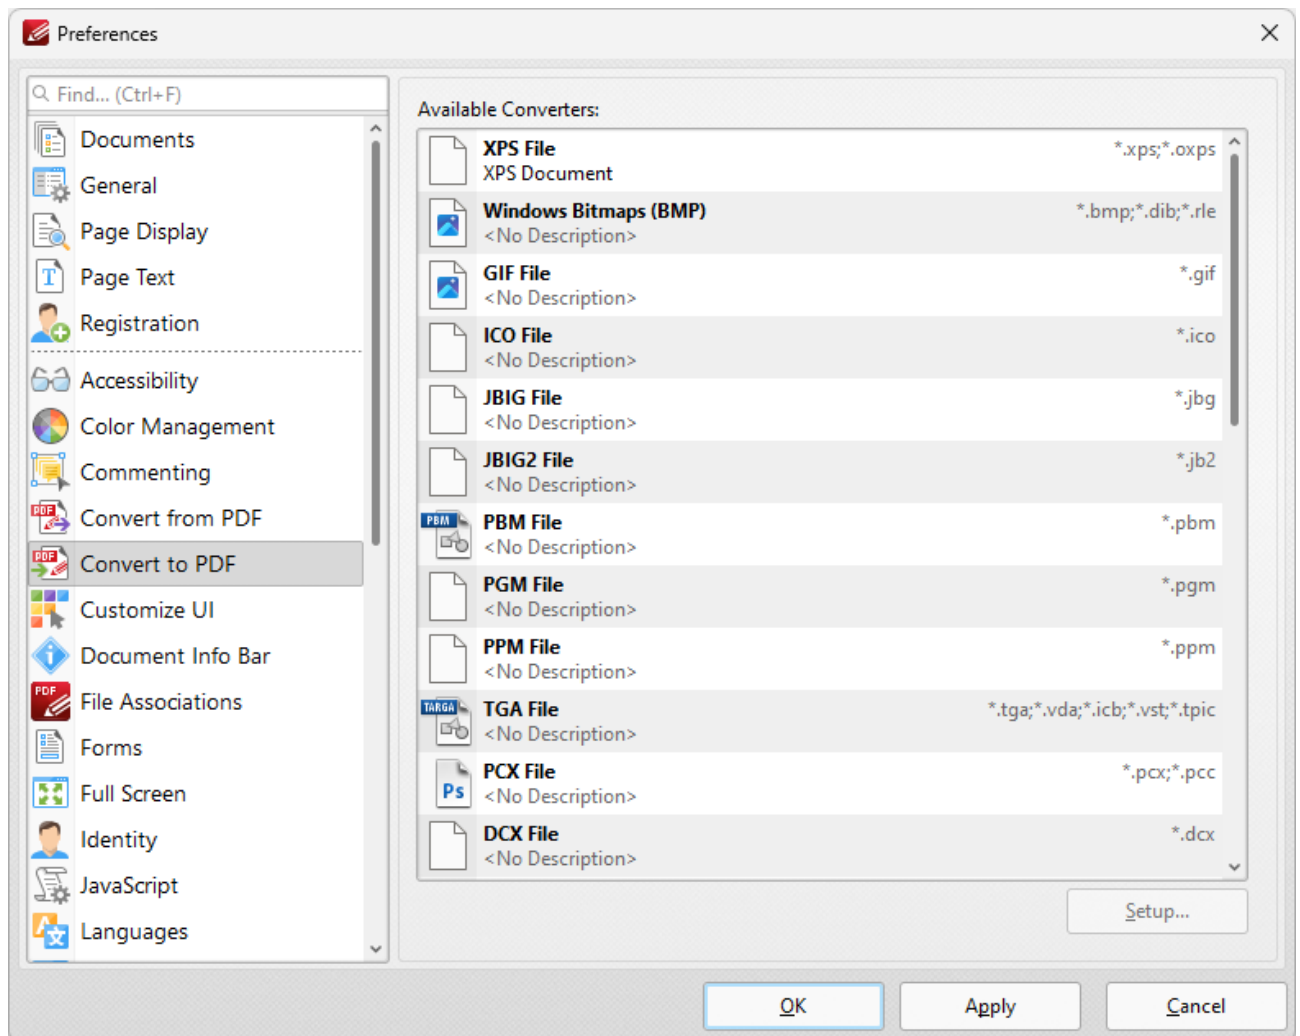 Preferences
Find... (Ctrl+F)
Documents
General
Page Display
Page Text
Registration
Accessibility
Color Management
Commenting
Convert from PDF
Convert to PDF
Customize UI
Document Info Bar
File Associations
Forms
Full Screen
Identity
JavaScript
Languages
Available Converters:
XPS File *.xps;*.oxps
XPS Document
Windows Bitmaps (BMP) *.bmp;*.dib;*.rle
<No Description>
GIF File *.gif
<No Description>
ICO File *.ico
<No Description>
JBIG File *.jbg
<No Description>
JBIG2 File *.jb2
<No Description>
PBM
PBM File *.pbm
<No Description>
PGM File *.pgm
<No Description>
PPM File *.ppm
<No Description>
TARGA
TGA File *.tga;*.vda;*.icb;*.vst;*.tpic
<No Description>
Ps
PCX File *.pcx;*.pcc
<No Description>
DCX File *.dcx
<No Description>
Setup...
OK
Apply
Cancel